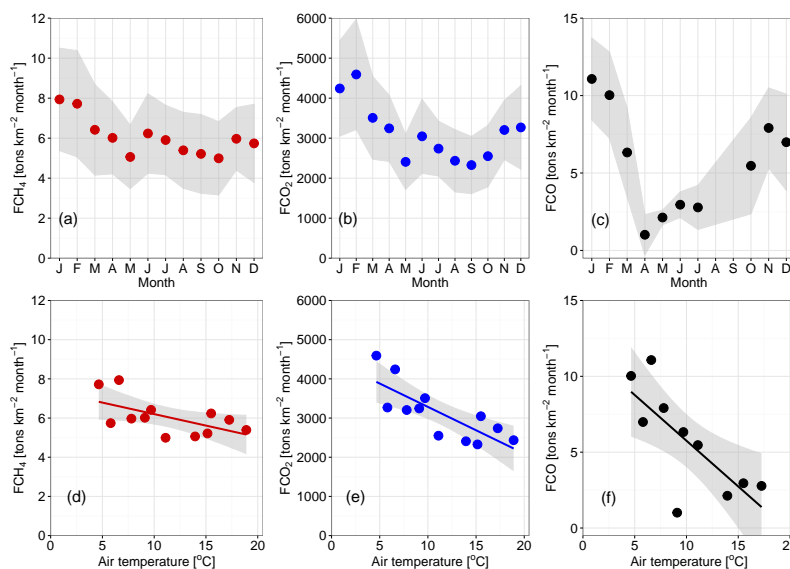 FCH₄ [tons km⁻² month⁻¹]
12
10
8
6
4
2
0
(a)
J F M A M J J A S O N D
Month
FCO₂ [tons km⁻² month⁻¹]
6000
5000
4000
3000
2000
1000
0
(b)
J F M A M J J A S O N D
Month
FCO [tons km⁻² month⁻¹]
15
10
5
0
(c)
J F M A M J J A S O N D
Month
FCH₄ [tons km⁻² month⁻¹]
12
10
8
6
4
2
0
(d)
0 5 10 15 20
Air temperature [°C]
FCO₂ [tons km⁻² month⁻¹]
6000
5000
4000
3000
2000
1000
0
(e)
0 5 10 15 20
Air temperature [°C]
FCO [tons km⁻² month⁻¹]
15
10
5
0
(f)
0 5 10 15 20
Air temperature [°C]